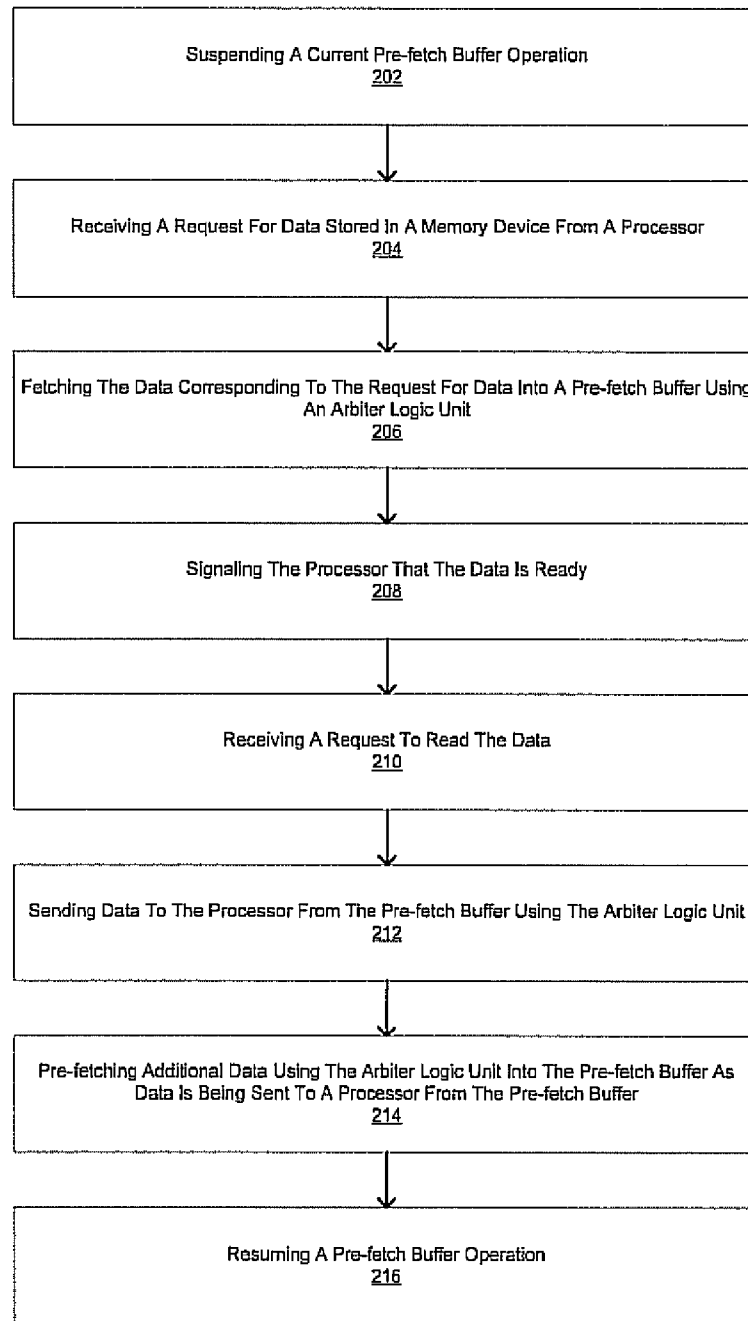 Suspending A Current Pre-fetch Buffer Operation
202
Receiving A Request For Data Stored In A Memory Device From A Processor
204
Fetching The Data Corresponding To The Request For Data Into A Pre-fetch Buffer Using
An Arbiter Logic Unit
206
Signaling The Processor That The Data Is Ready
208
Receiving A Request To Read The Data
210
Sending Data To The Processor From The Pre-fetch Buffer Using The Arbiter Logic Unit
212
Pre-fetching Additional Data Using The Arbiter Logic Unit Into The Pre-fetch Buffer As
Data Is Being Sent To A Processor From The Pre-fetch Buffer
214
Resuming A Pre-fetch Buffer Operation
216